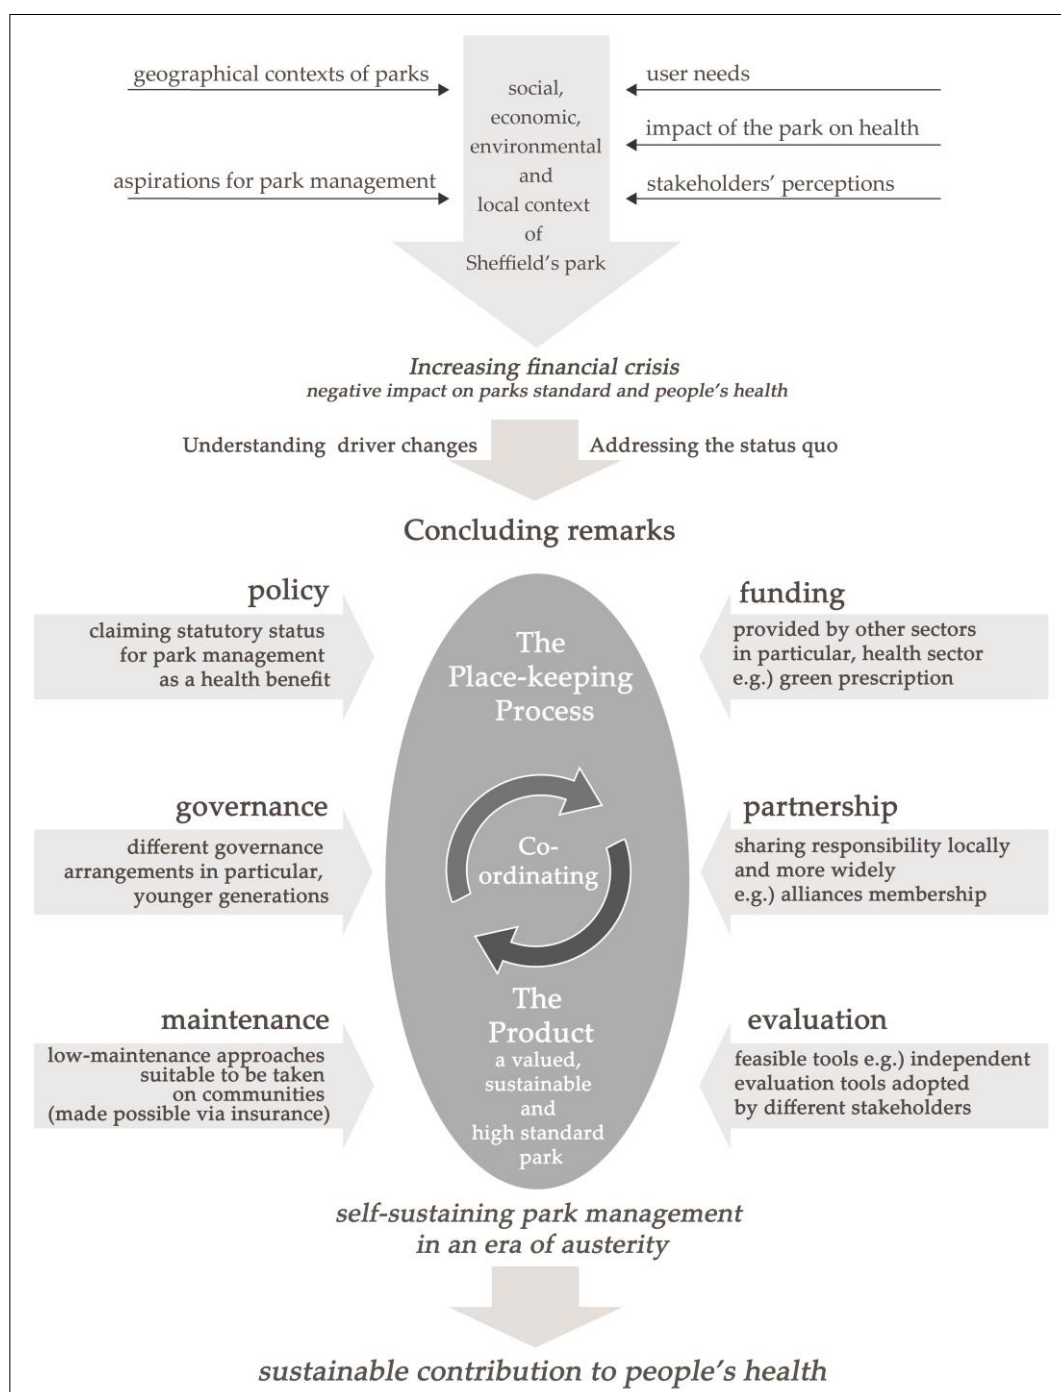 geographical contexts of parks
aspirations for park management
social,
economic,
environmental
and
local context
of
Sheffield's park
user needs
impact of the park on health
stakeholders' perceptions
Increasing financial crisis
negative impact on parks standard and people's health
Understanding driver changes
Addressing the status quo
Concluding remarks
policy
claiming statutory status
for park management
as a health benefit
governance
different governance
arrangements in particular,
younger generations
maintenance
low-maintenance approaches
suitable to be taken
on communities
(made possible via insurance)
The
Place-keeping
Process
Co-
ordinating
The
Product
a valued,
sustainable
and
high standard
park
funding
provided by other sectors
in particular, health sector
e.g.) green prescription
partnership
sharing responsibility locally
and more widely
e.g.) alliances membership
evaluation
feasible tools e.g.) independent
evaluation tools adopted
by different stakeholders
self-sustaining park management
in an era of austerity
sustainable contribution to people's health